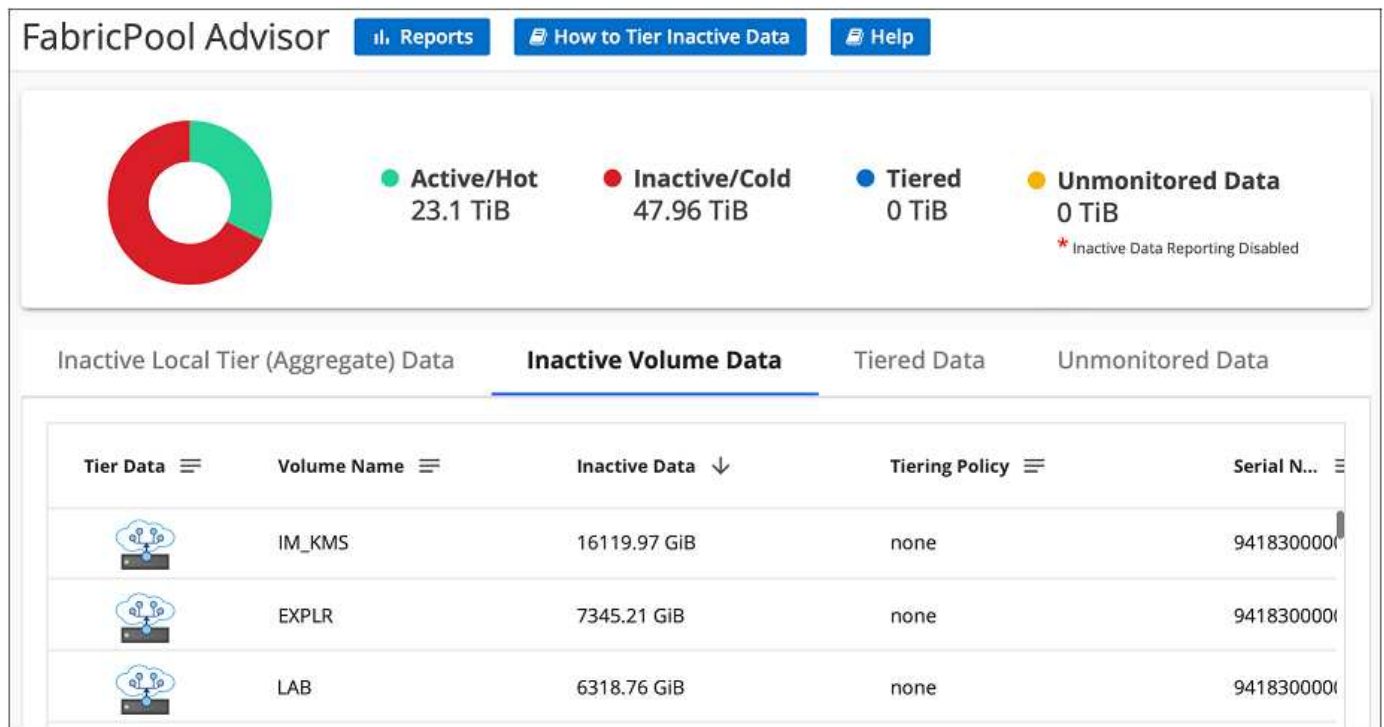 FabricPool Advisor Reports How to Tier Inactive Data Help
Active/Hot Inactive/Cold Tiered Unmonitored Data
23.1 TiB 47.96 TiB 0 TiB 0 TiB
* Inactive Data Reporting Disabled
Inactive Local Tier (Aggregate) Data Inactive Volume Data Tiered Data Unmonitored Data
Tier Data Volume Name Inactive Data Tiering Policy Serial N...
IM_KMS 16119.97 GiB none 941830000
EXPLR 7345.21 GiB none 941830000
LAB 6318.76 GiB none 941830000